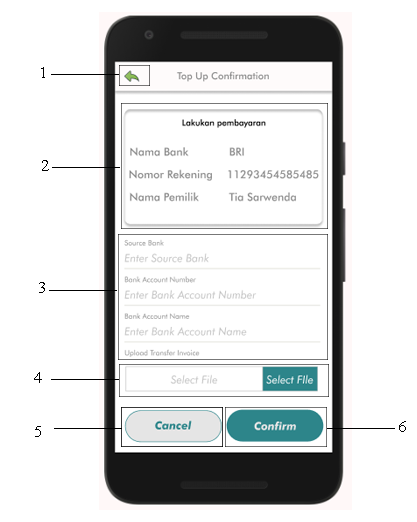 1
Top Up Confirmation
Lakukan pembayaran
2
Nama Bank BRI
Nomor Rekening 11293454585485
Nama Pemilik Tia Sarwenda
Source Bank
Enter Source Bank
3
Bank Account Number
Enter Bank Account Number
Bank Account Name
Enter Bank Account Name
Upload Transfer Invoice
4
Select File Select FIle
5
Cancel Confirm
6